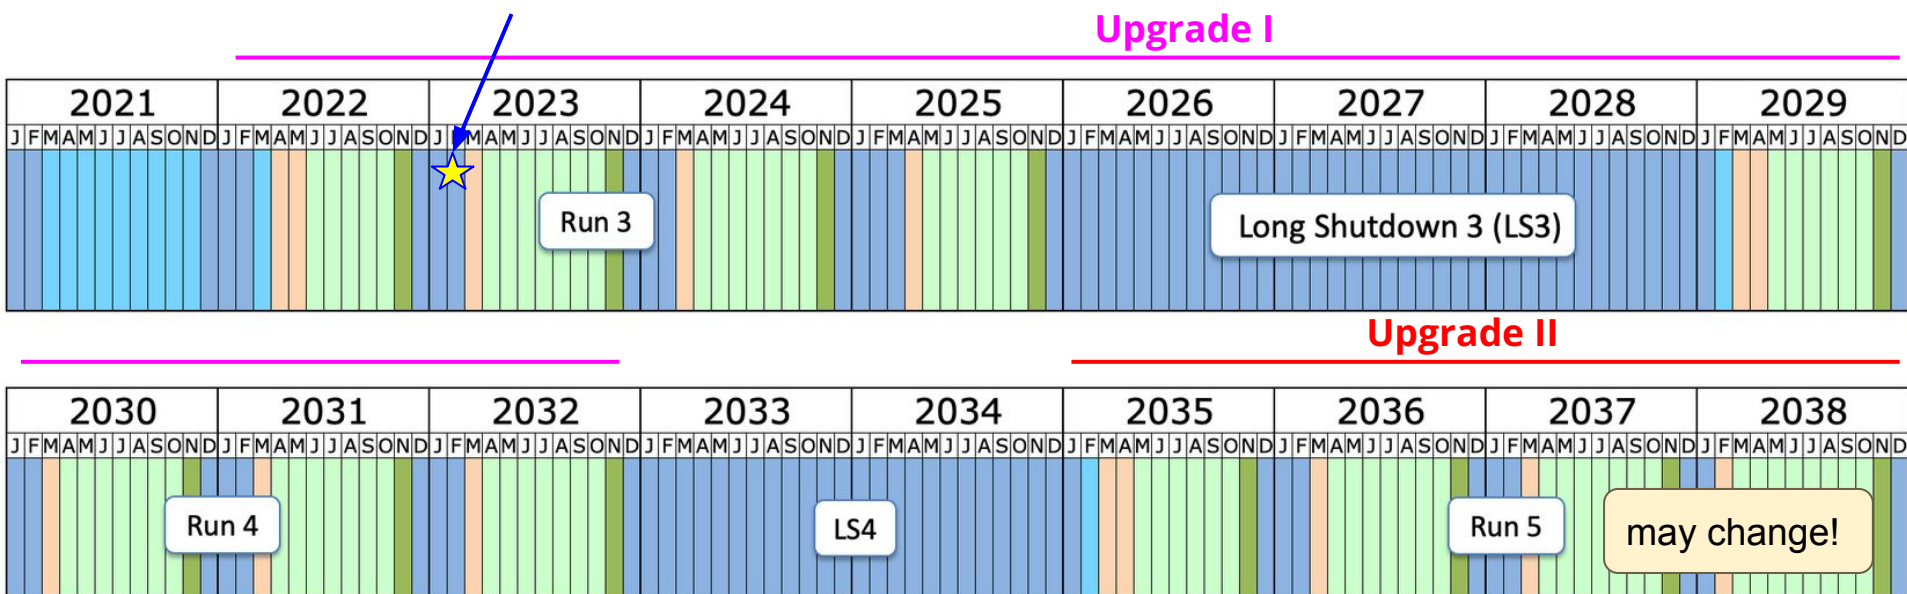 Upgrade I
2021 2022 2023 2024 2025 2026 2027 2028 2029
J F M A M J J A S O N D J F M A M J J A S O N D J F M A M J J A S O N D J F M A M J J A S O N D J F M A M J J A S O N D J F M A M J J A S O N D J F M A M J J A S O N D J F M A M J J A S O N D J F M A M J J A S O N D
Run 3
Long Shutdown 3 (LS3)
Upgrade II
2030 2031 2032 2033 2034 2035 2036 2037 2038
J F M A M J J A S O N D J F M A M J J A S O N D J F M A M J J A S O N D J F M A M J J A S O N D J F M A M J J A S O N D J F M A M J J A S O N D J F M A M J J A S O N D J F M A M J J A S O N D J F M A M J J A S O N D
Run 4
LS4
Run 5
may change!